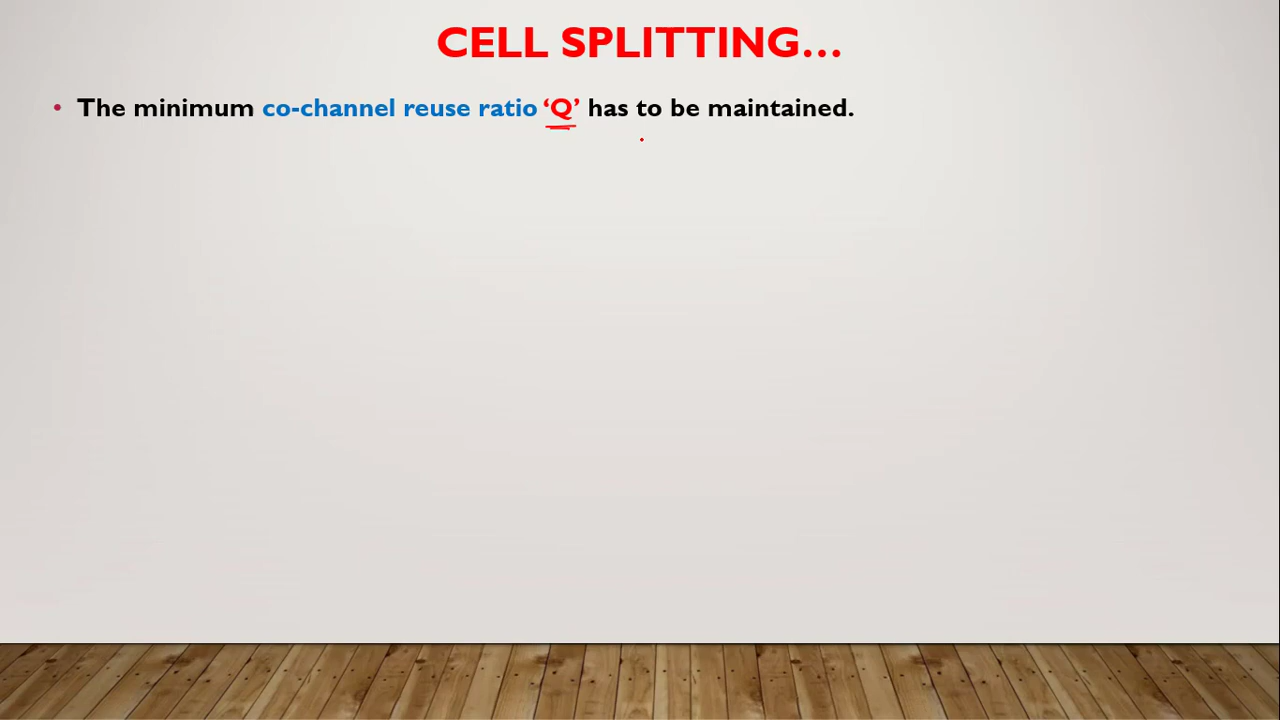 CELL SPLITTING...
• The minimum co-channel reuse ratio ‘Q’ has to be maintained.